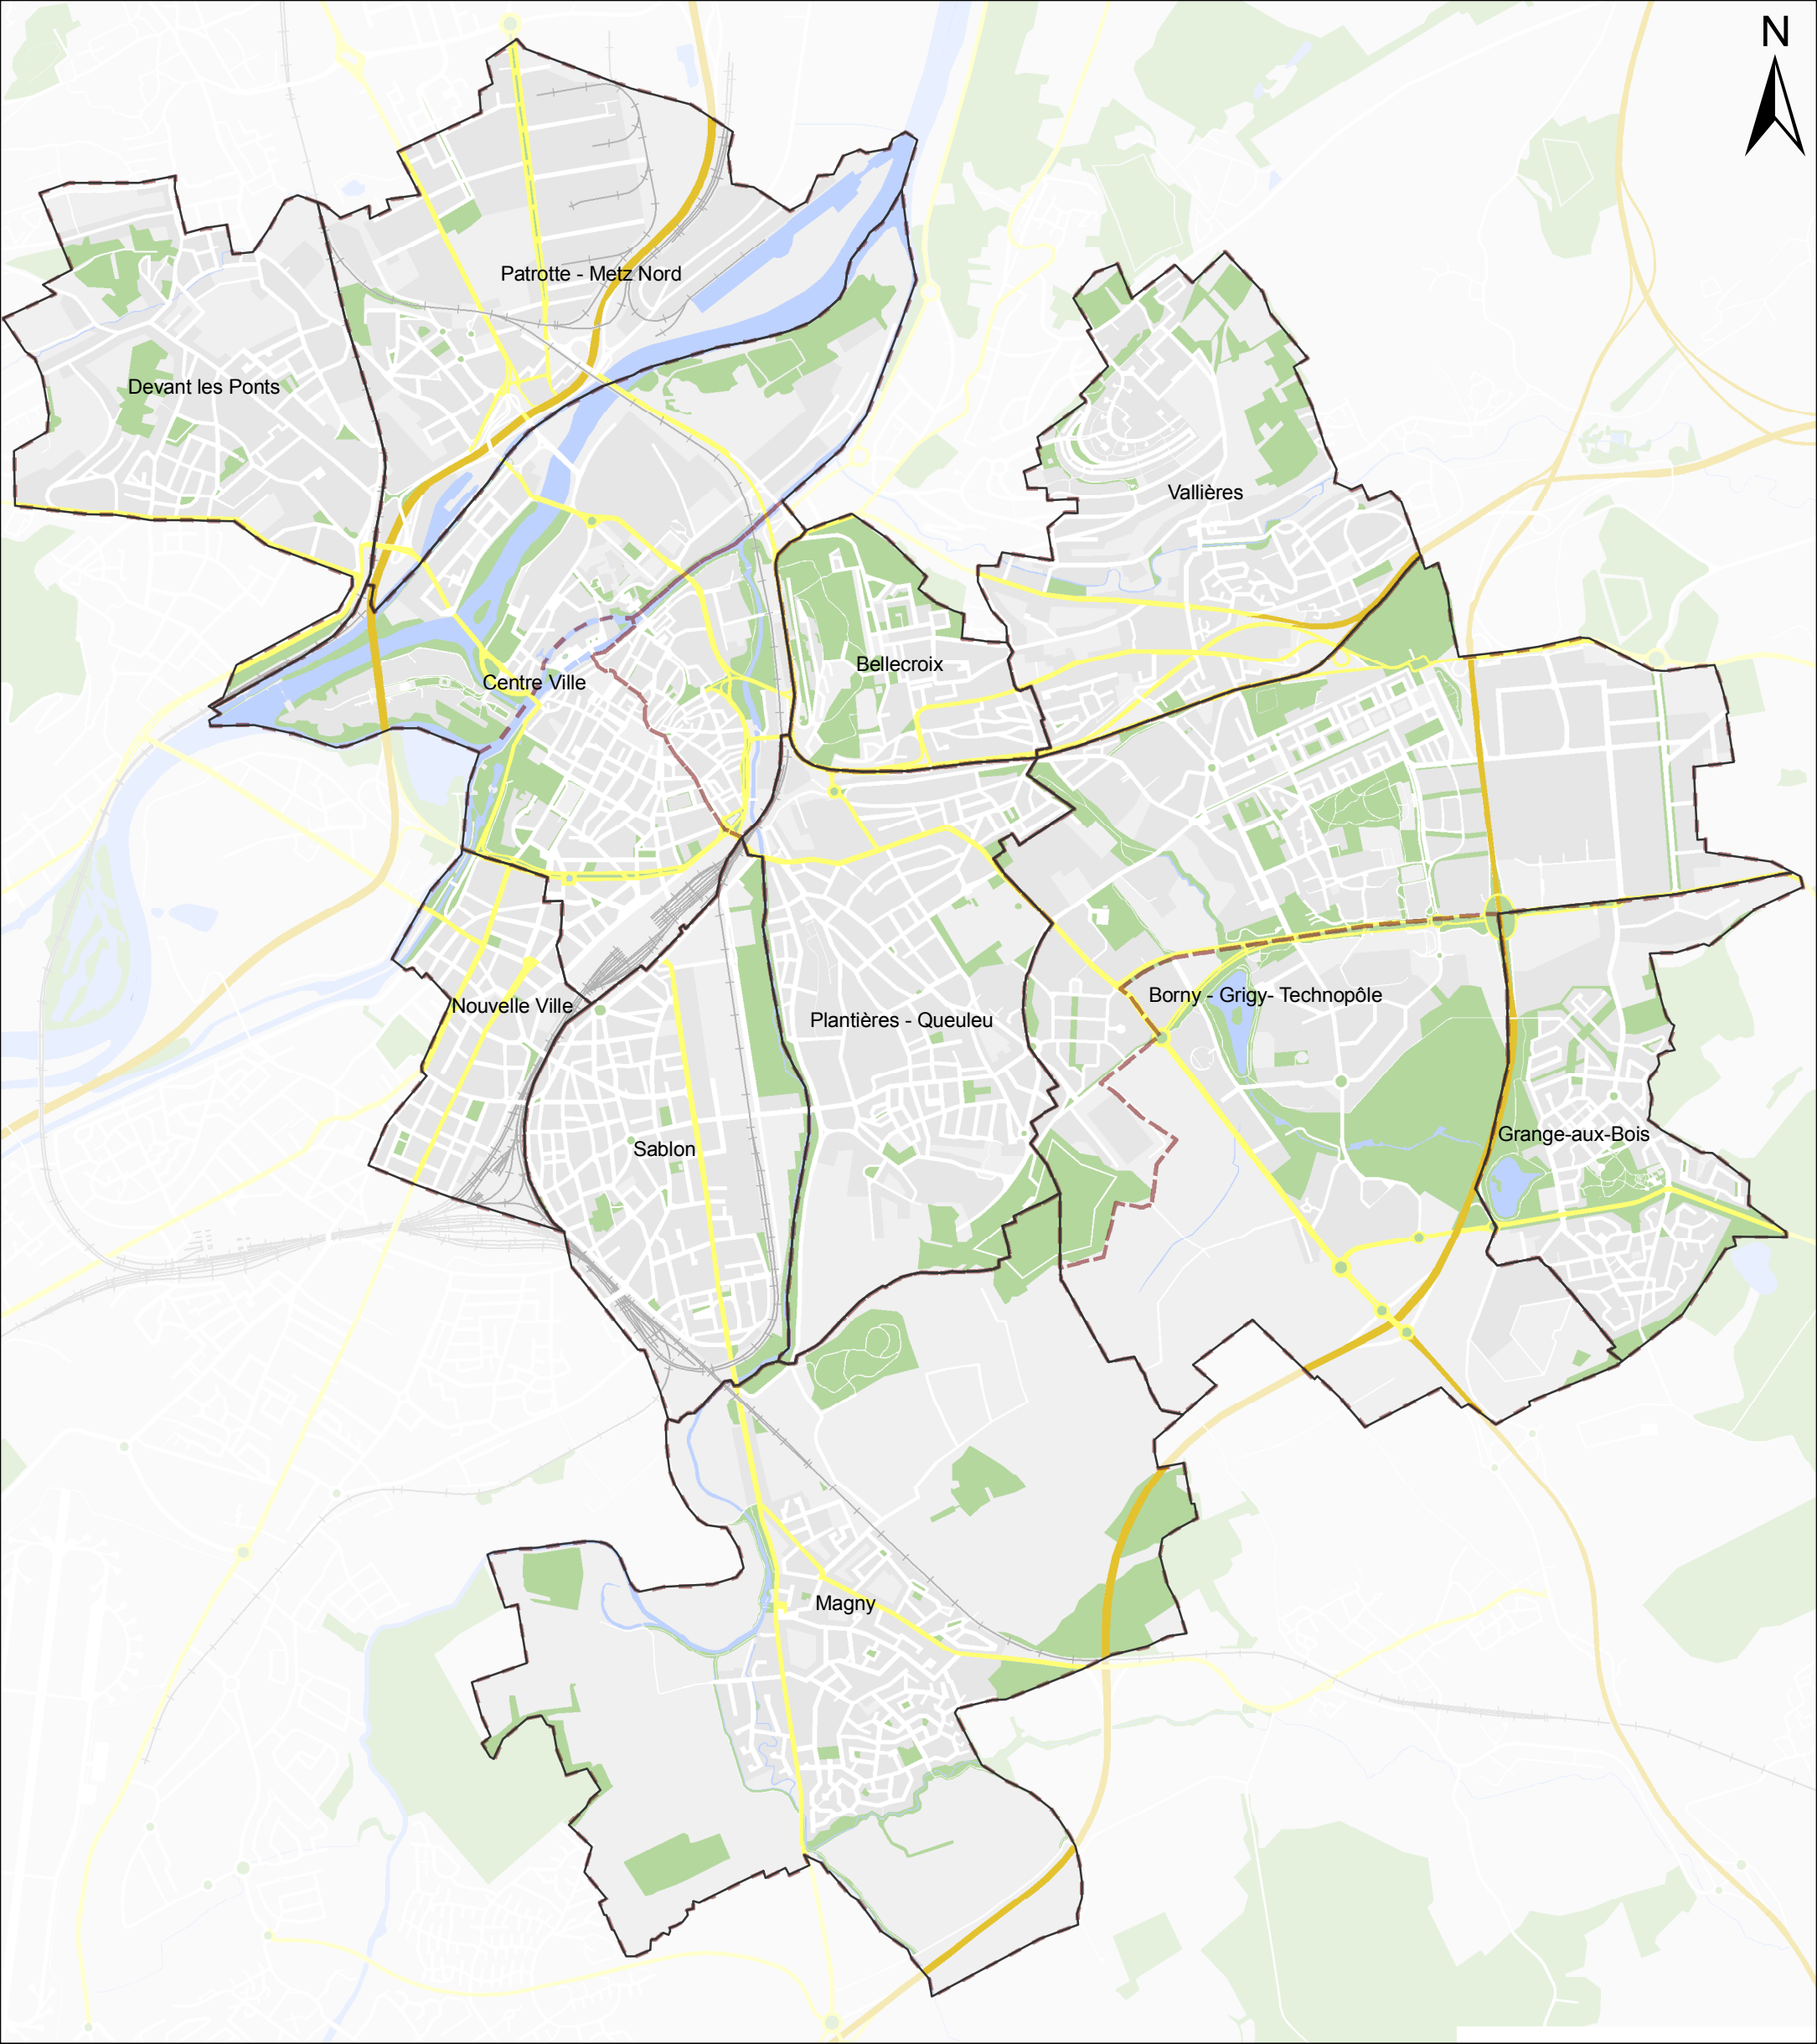 N
Patrotte - Metz Nord
Devant les Ponts
Vallières
Bellecroix
Centre Ville
Borny - Grigy- Technopôle
Nouvelle Ville
Plantières - Queuleu
Grange-aux-Bois
Sablon
Magny